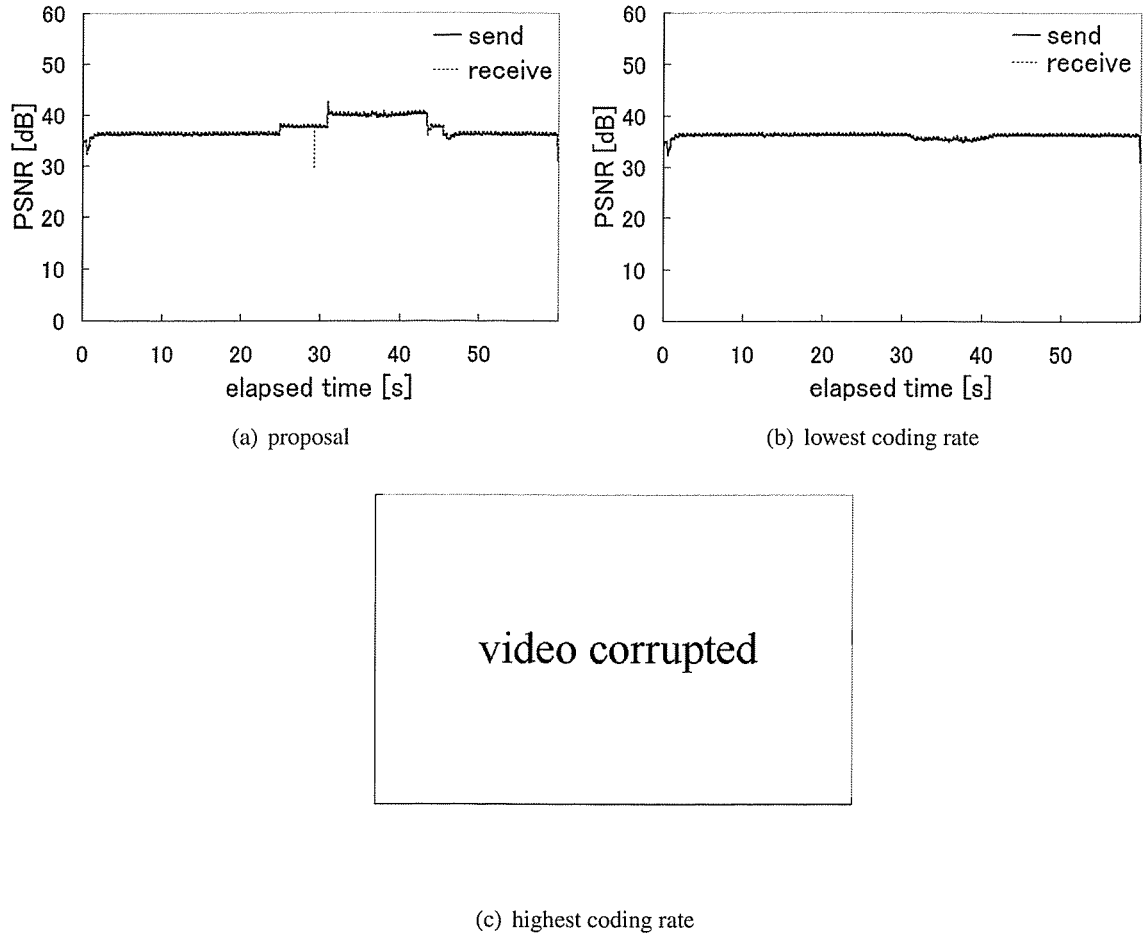 60
50
40
30
20
10
0
PSNR [dB]
send
receive
0 10 20 30 40 50
elapsed time [s]
(a) proposal
60
50
40
30
20
10
0
PSNR [dB]
send
receive
0 10 20 30 40 50
elapsed time [s]
(b) lowest coding rate
video corrupted
(c) highest coding rate